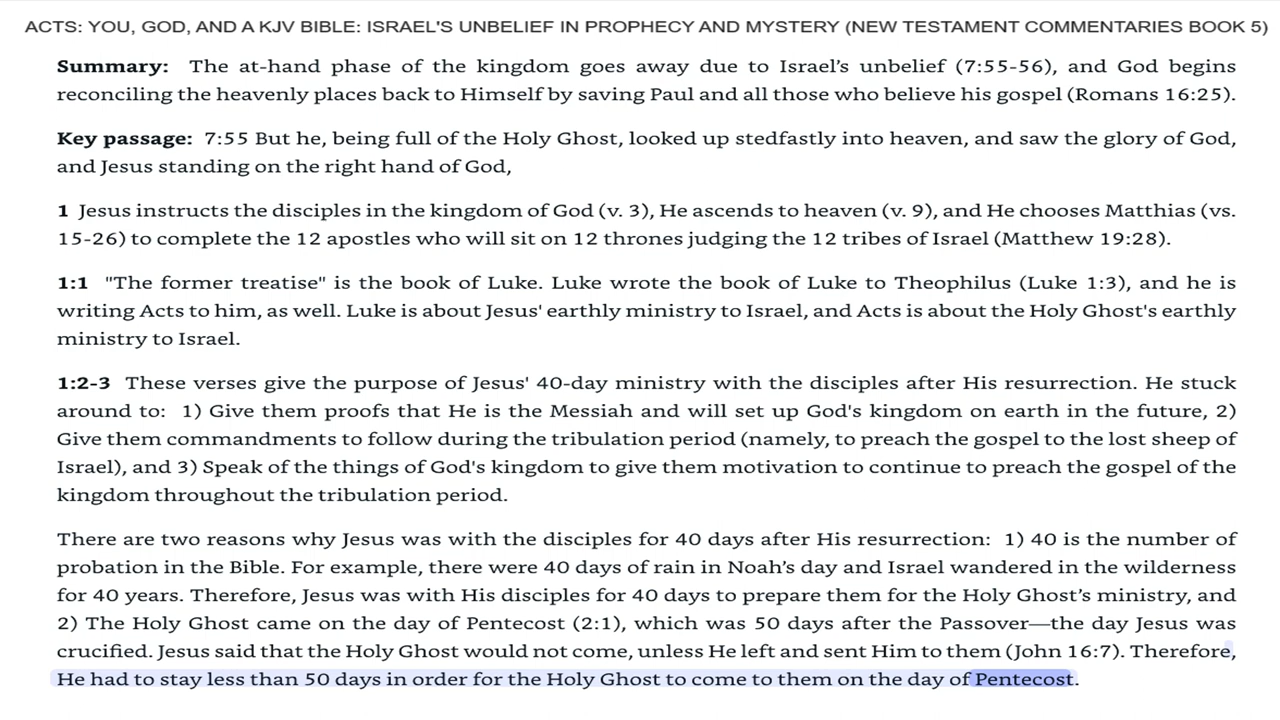 ACTS: YOU, GOD, AND A KJV BIBLE: ISRAEL'S UNBELIEF IN PROPHECY AND MYSTERY (NEW TESTAMENT COMMENTARIES BOOK 5)
Summary: The at-hand phase of the kingdom goes away due to Israel's unbelief (7:55-56), and God begins
reconciling the heavenly places back to Himself by saving Paul and all those who believe his gospel (Romans 16:25).
Key passage: 7:55 But he, being full of the Holy Ghost, looked up stedfastly into heaven, and saw the glory of God,
and Jesus standing on the right hand of God,
1 Jesus instructs the disciples in the kingdom of God (v. 3), He ascends to heaven (v. 9), and He chooses Matthias (vs.
15-26) to complete the 12 apostles who will sit on 12 thrones judging the 12 tribes of Israel (Matthew 19:28).
1:1 "The former treatise" is the book of Luke. Luke wrote the book of Luke to Theophilus (Luke 1:3), and he is
writing Acts to him, as well. Luke is about Jesus' earthly ministry to Israel, and Acts is about the Holy Ghost's earthly
ministry to Israel.
1:2-3 These verses give the purpose of Jesus' 40-day ministry with the disciples after His resurrection. He stuck
around to: 1) Give them proofs that He is the Messiah and will set up God's kingdom on earth in the future, 2)
Give them commandments to follow during the tribulation period (namely, to preach the gospel to the lost sheep of
Israel), and 3) Speak of the things of God's kingdom to give them motivation to continue to preach the gospel of the
kingdom throughout the tribulation period.
There are two reasons why Jesus was with the disciples for 40 days after His resurrection: 1) 40 is the number of
probation in the Bible. For example, there were 40 days of rain in Noah's day and Israel wandered in the wilderness
for 40 years. Therefore, Jesus was with His disciples for 40 days to prepare them for the Holy Ghost's ministry, and
2) The Holy Ghost came on the day of Pentecost (2:1), which was 50 days after the Passover—the day Jesus was
crucified. Jesus said that the Holy Ghost would not come, unless He left and sent Him to them (John 16:7). Therefore,
He had to stay less than 50 days in order for the Holy Ghost to come to them on the day of Pentecost.